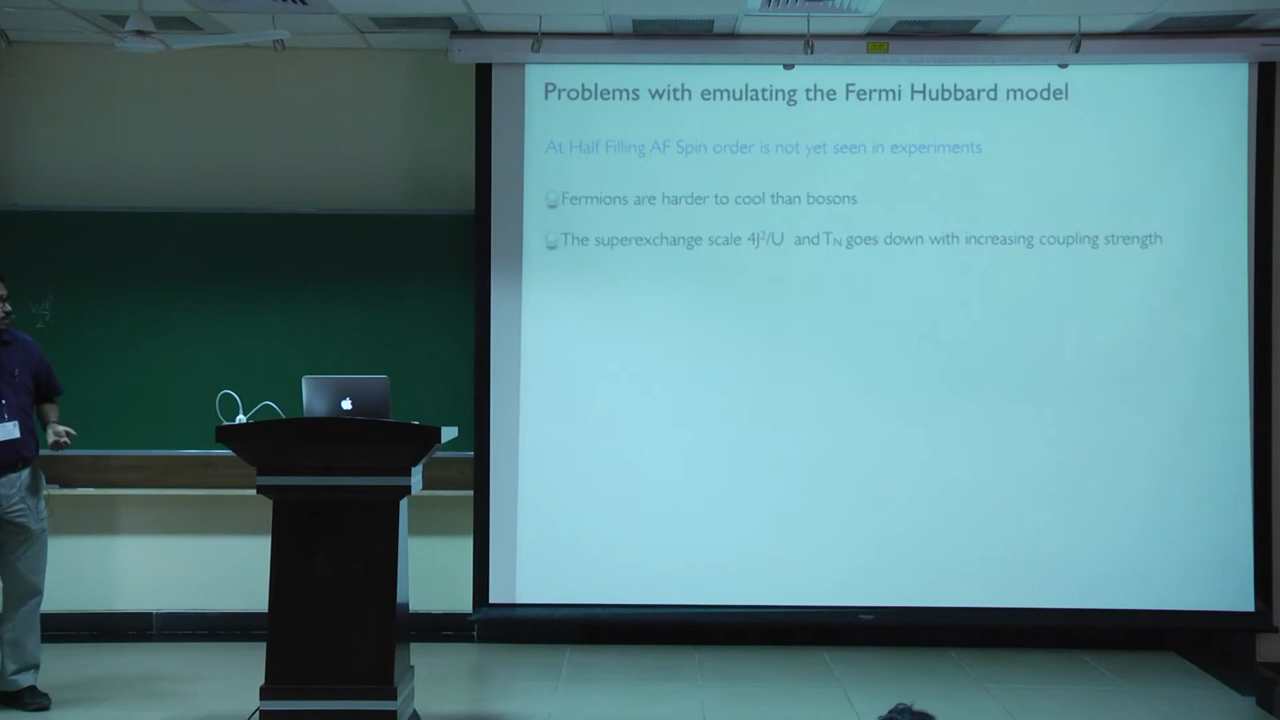 Problems with emulating the Fermi Hubbard model
At Half Filling AF Spin order is not yet seen in experiments
Fermions are harder to cool than bosons
The superexchange scale 4J²/U and Tɴ goes down with increasing coupling strength